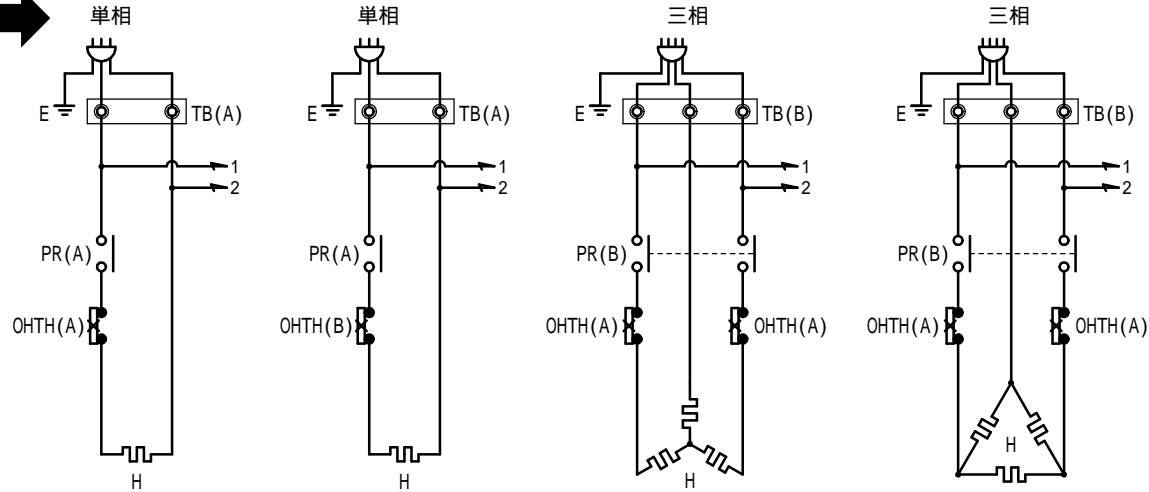 単相 単相 三相 三相
E TB(A) E TB(A) E TB(B) E TB(B)
1 1 1 1
2 2 2 2
PR(A) PR(A) PR(B) PR(B)
OHTH(A) OHTH(B) OHTH(A) OHTH(A) OHTH(A) OHTH(A)
H
H H H